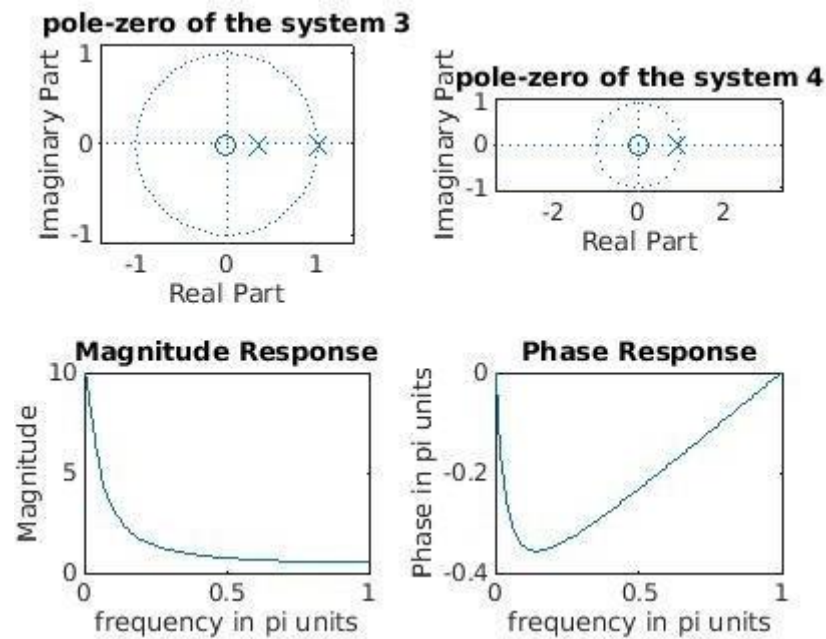 pole-zero of the system 3
Imaginary Part
1
0
-1
-1 0 1
Real Part
pole-zero of the system 4
Imaginary Part
1
0
-1
-2 0 2
Real Part
Magnitude Response
Magnitude
10
5
0
0 0.5 1
frequency in pi units
Phase Response
Phase in pi units
0
-0.2
-0.4
0 0.5 1
frequency in pi units